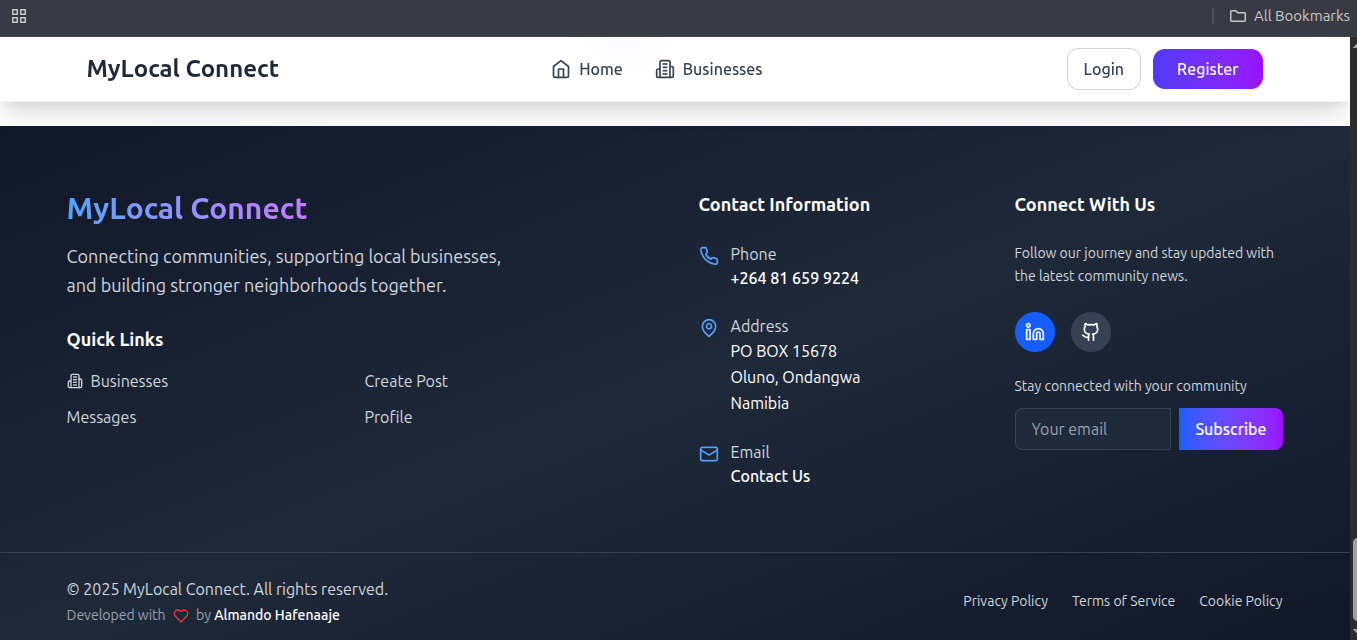 All Bookmarks
MyLocal Connect
Home
Businesses
Login
Register
MyLocal Connect
Connecting communities, supporting local businesses,
and building stronger neighborhoods together.
Quick Links
Businesses
Create Post
Messages
Profile
Contact Information
Phone
+264 81 659 9224
Address
PO BOX 15678
Oluno, Ondangwa
Namibia
Email
Contact Us
Connect With Us
Follow our journey and stay updated with
the latest community news.
in
Stay connected with your community
Your email
Subscribe
© 2025 MyLocal Connect. All rights reserved.
Developed with by Almando Hafenaaje
Privacy Policy
Terms of Service
Cookie Policy